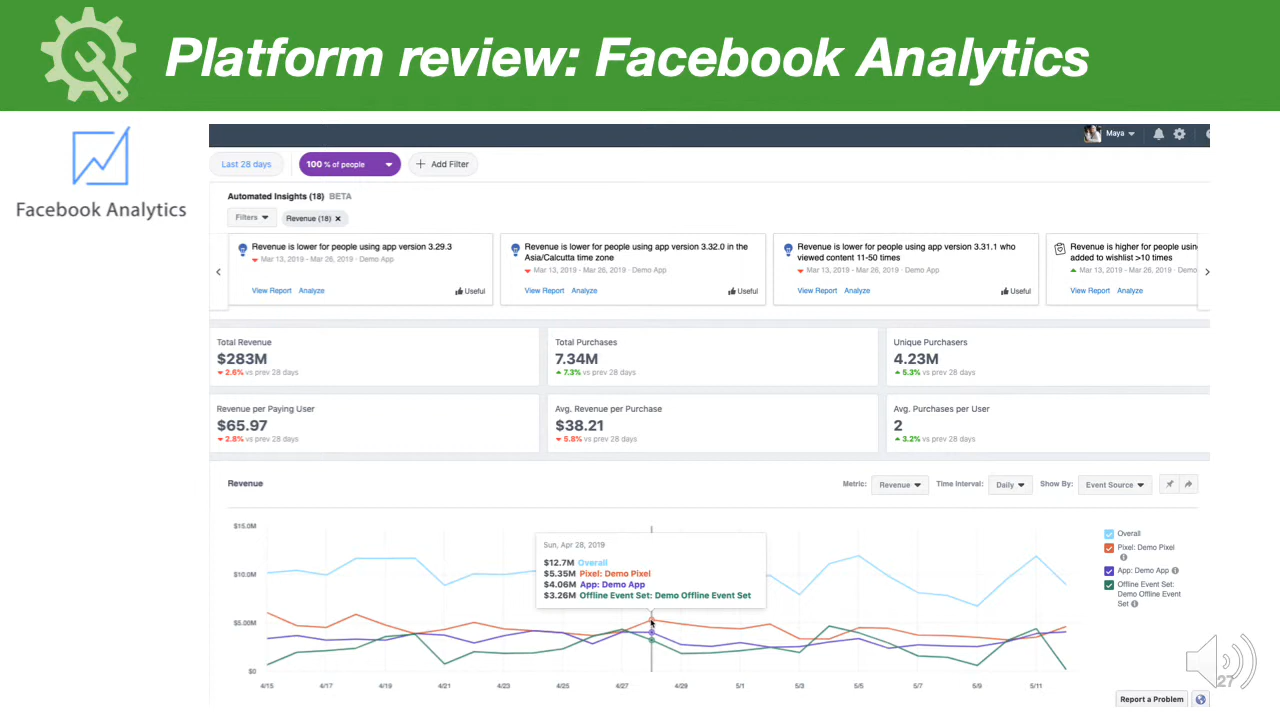 Platform review: Facebook Analytics
Facebook Analytics
Maya
Last 28 days
100 % of people
Add Filter
Automated Insights (18) BETA
Filters
Revenue (18) ×
Revenue is lower for people using app version 3.29.3
Mar 13, 2019 - Mar 26, 2019 · Demo App
View Report Analyze
Useful
Revenue is lower for people using app version 3.32.0 in the
Asia/Calcutta time zone
Mar 13, 2019 - Mar 26, 2019 · Demo App
View Report Analyze
Useful
Revenue is lower for people using app version 3.31.1 who
viewed content 11-50 times
Mar 13, 2019 - Mar 26, 2019 · Demo App
View Report Analyze
Useful
Revenue is higher for people usin
added to wishlist >10 times
Mar 13, 2019 - Mar 26, 2019 · Demo
View Report Analyze
Total Revenue
$283M
2.6% vs prev 28 days
Total Purchases
7.34M
7.3% vs prev 28 days
Unique Purchasers
4.23M
5.3% vs prev 28 days
Revenue per Paying User
$65.97
2.8% vs prev 28 days
Avg. Revenue per Purchase
$38.21
5.8% vs prev 28 days
Avg. Purchases per User
2
3.2% vs prev 28 days
Revenue
Metric: Revenue
Time Interval: Daily
Show By: Event Source
$15.0M
$10.0M
$5.00M
$0
Sun, Apr 28, 2019
$12.7M Overall
$5.35M Pixel: Demo Pixel
$4.06M App: Demo App
$3.26M Offline Event Set: Demo Offline Event Set
Overall
Pixel: Demo Pixel
App: Demo App
Offline Event Set:
Demo Offline Event
Set
4/15 4/17 4/19 4/21 4/23 4/25 4/27 4/29 5/1 5/3 5/5 5/7 5/9 5/11
27
Report a Problem